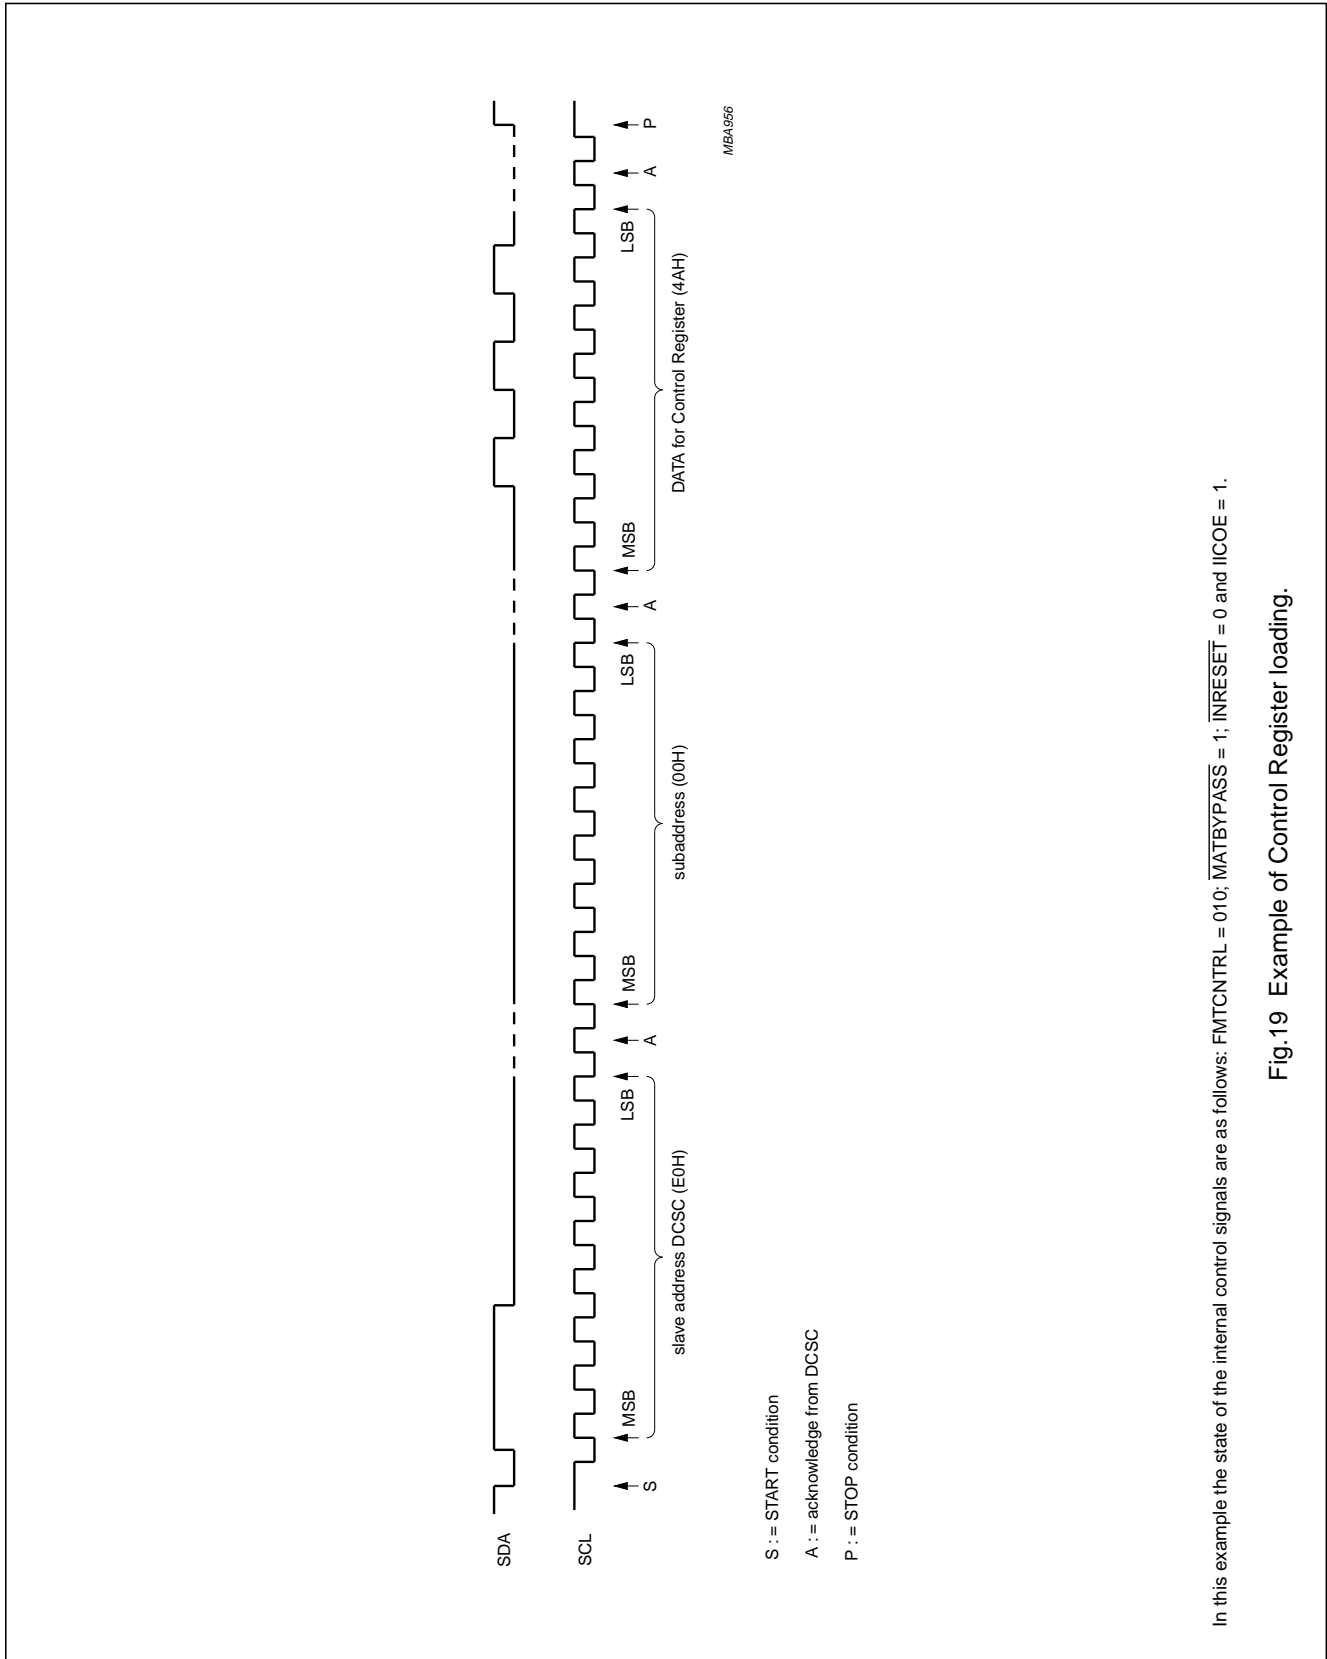 SDA
SCL
S
MSB
LSB
A
MSB
LSB
A
MSB
LSB
A
P
slave address DCSC (E0H)
subaddress (00H)
DATA for Control Register (4AH)
MBA956
S : = START condition
A : = acknowledge from DCSC
P : = STOP condition
In this example the state of the internal control signals are as follows: FMTCNTRL = 010; MATBYPASS = 1; INRESET = 0 and IICOE = 1.
Fig.19 Example of Control Register loading.